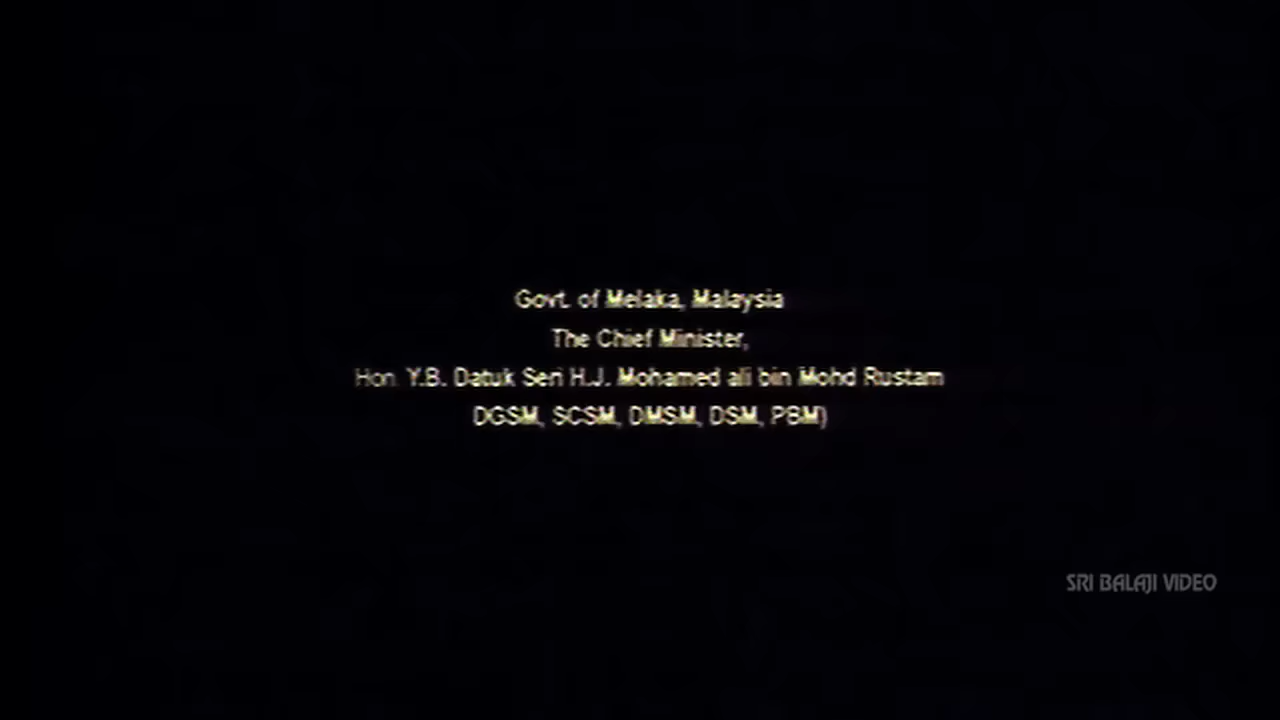 Govt. of Melaka, Malaysia
The Chief Minister,
Hon. Y.B. Datuk Seri H.J. Mohamed ali bin Mohd Rustam
DGSM, SCSM, DMSM, DSM, PBM)
SRI BALAJI VIDEO